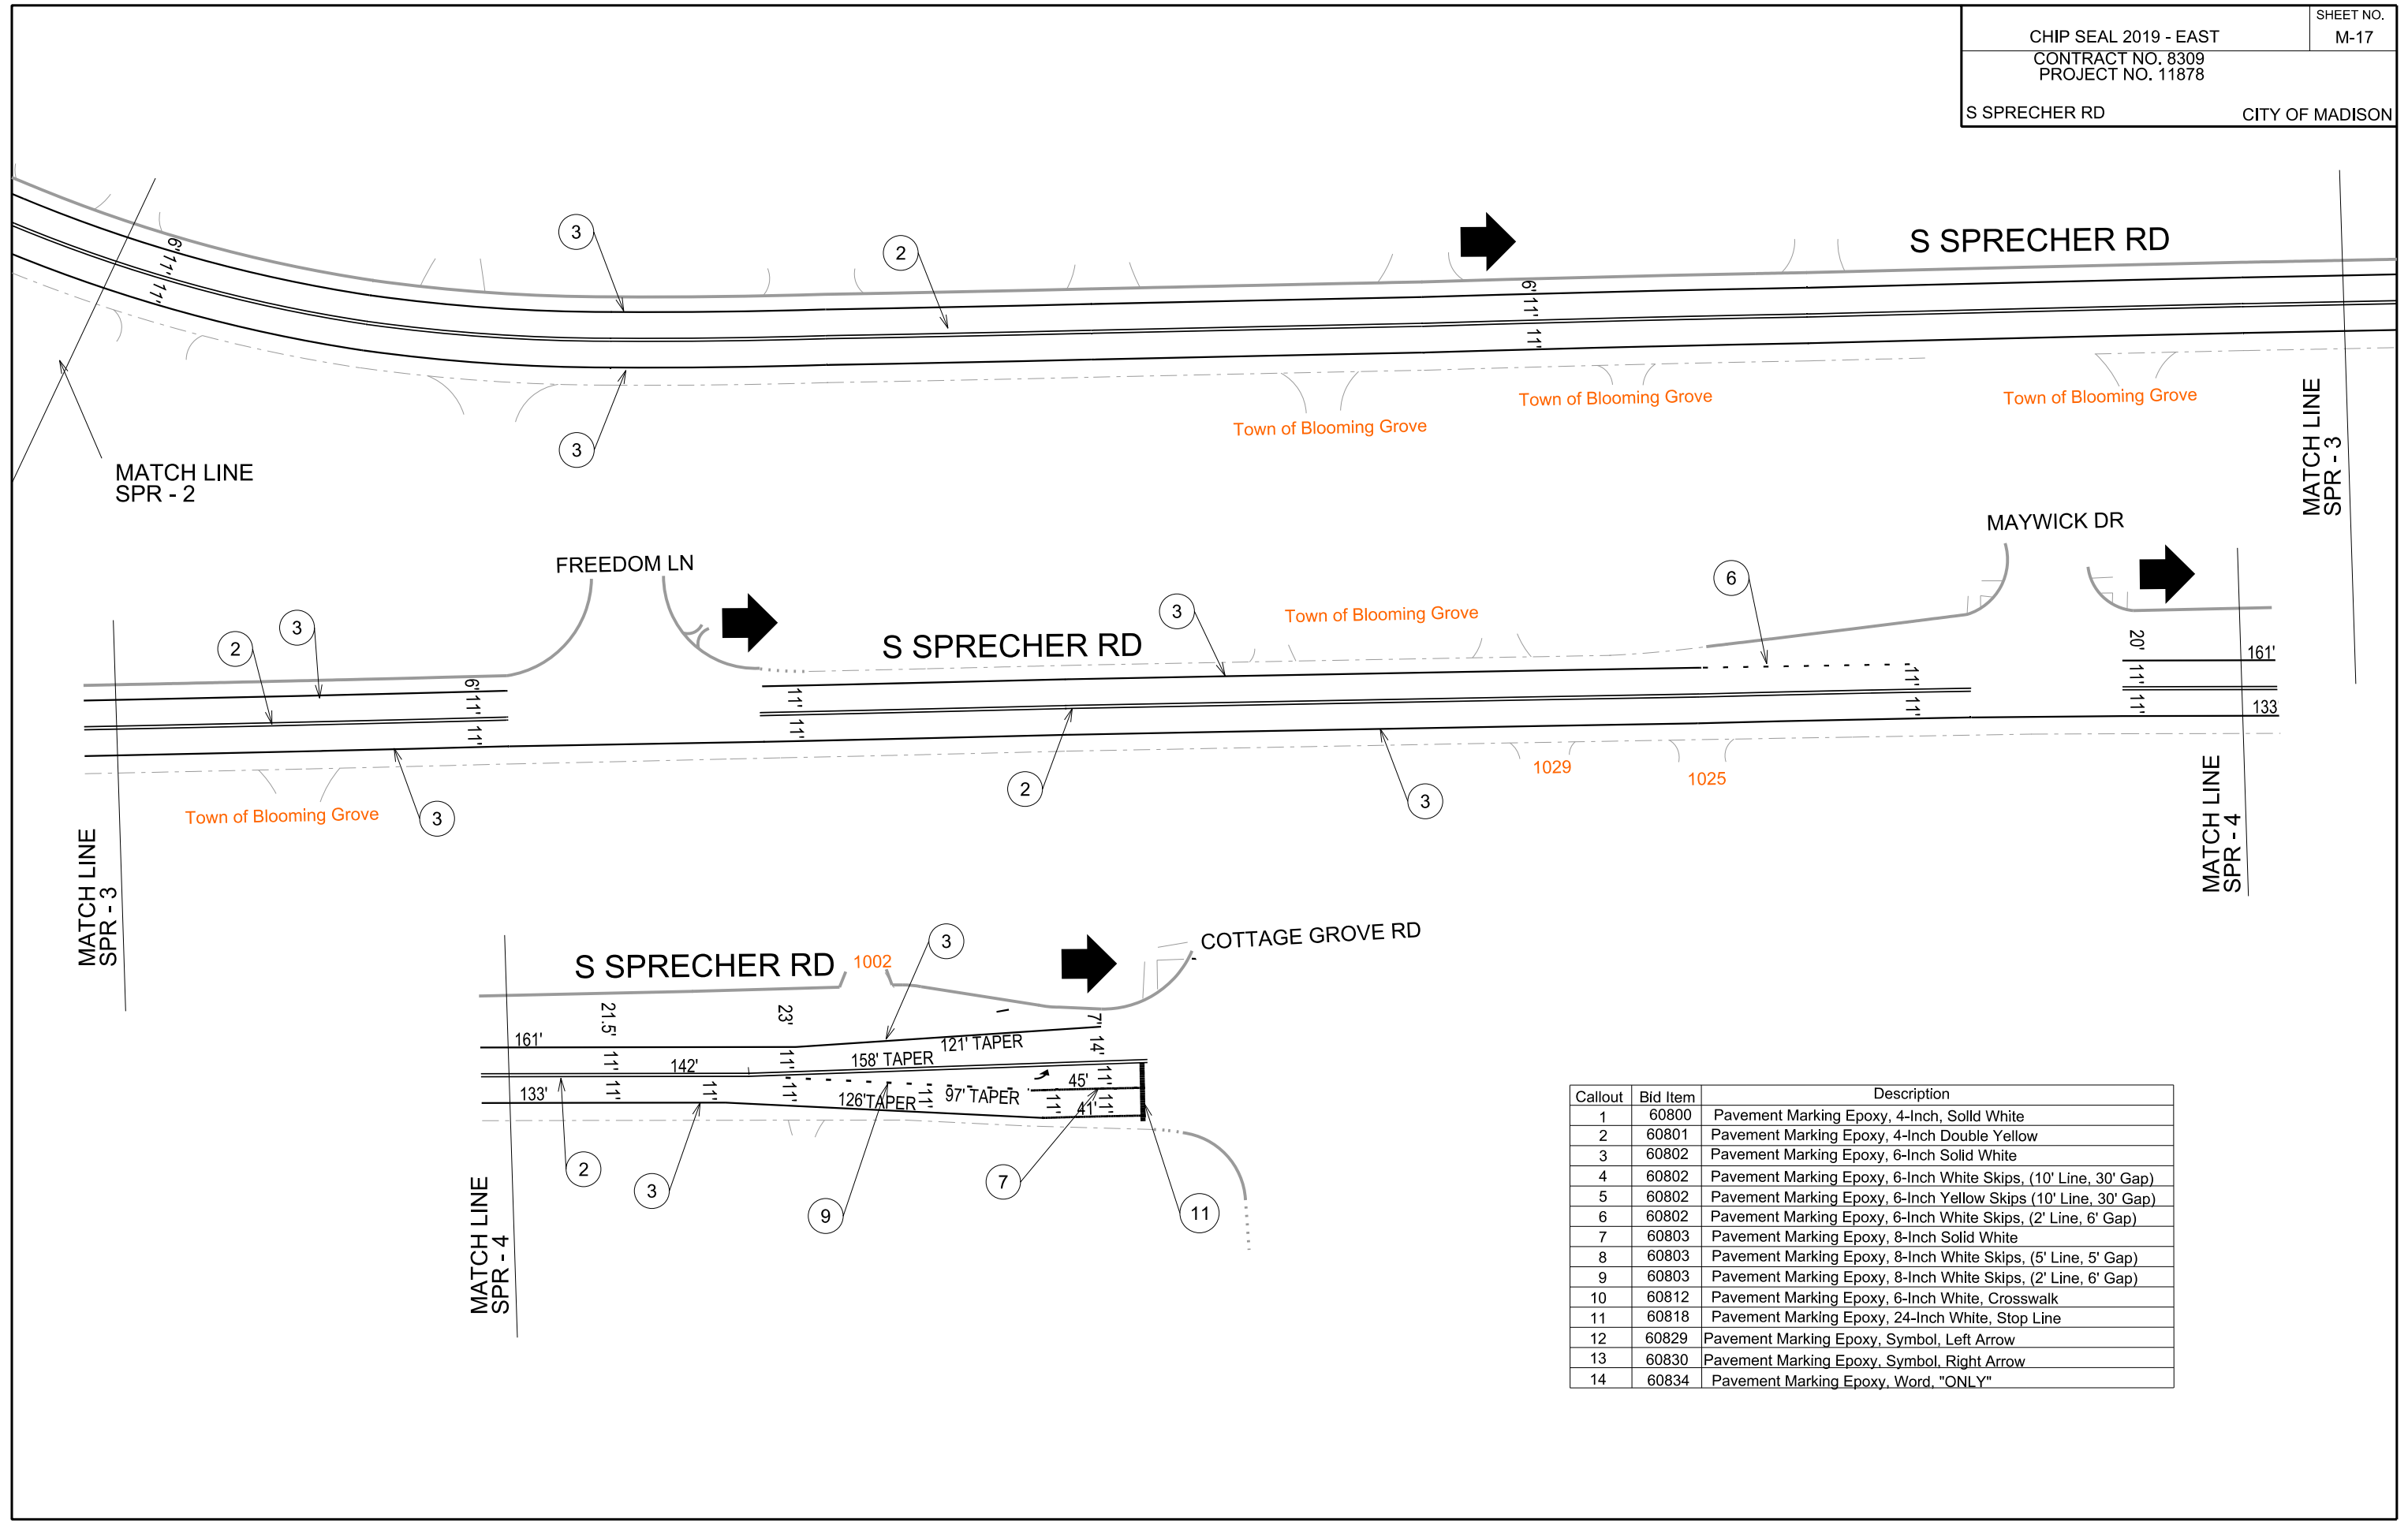 SHEET NO.
CHIP SEAL 2019 - EAST
M-17
CONTRACT NO. 8309
PROJECT NO. 11878
S SPRECHER RD
CITY OF MADISON
6' 11' 11'
3
2
S SPRECHER RD
6' 11' 11'
3
Town of Blooming Grove
Town of Blooming Grove
Town of Blooming Grove
MATCH LINE
SPR - 2
MATCH LINE
SPR - 3
FREEDOM LN
MAYWICK DR
2
3
S SPRECHER RD
3
Town of Blooming Grove
6
6' 11' 11'
11' 11'
11' 11'
20' 11' 11'
161'
133
Town of Blooming Grove
3
2
3
1029
1025
MATCH LINE
SPR - 3
MATCH LINE
SPR - 4
S SPRECHER RD
1002
3
COTTAGE GROVE RD
21.5' 11' 11'
23' 11' 11'
7' 14' 11' 11'
161'
142'
158' TAPER
121' TAPER
133'
11'
126'TAPER
11'
97' TAPER
11'
45'
41'
2
3
9
7
11
MATCH LINE
SPR - 4
Callout Bid Item Description
1 60800 Pavement Marking Epoxy, 4-Inch, Solld White
2 60801 Pavement Marking Epoxy, 4-Inch Double Yellow
3 60802 Pavement Marking Epoxy, 6-Inch Solid White
4 60802 Pavement Marking Epoxy, 6-Inch White Skips, (10' Line, 30' Gap)
5 60802 Pavement Marking Epoxy, 6-Inch Yellow Skips (10' Line, 30' Gap)
6 60802 Pavement Marking Epoxy, 6-Inch White Skips, (2' Line, 6' Gap)
7 60803 Pavement Marking Epoxy, 8-Inch Solid White
8 60803 Pavement Marking Epoxy, 8-Inch White Skips, (5' Line, 5' Gap)
9 60803 Pavement Marking Epoxy, 8-Inch White Skips, (2' Line, 6' Gap)
10 60812 Pavement Marking Epoxy, 6-Inch White, Crosswalk
11 60818 Pavement Marking Epoxy, 24-Inch White, Stop Line
12 60829 Pavement Marking Epoxy, Symbol, Left Arrow
13 60830 Pavement Marking Epoxy, Symbol, Right Arrow
14 60834 Pavement Marking Epoxy, Word, "ONLY"